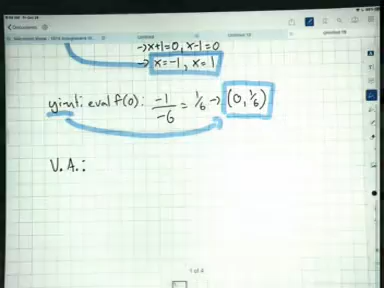 →x+1=0, x-1=0
→ x=-1, x=1
y-int: eval f(0): -1/-6 = 1/6 → (0, 1/6)
V.A.:
1 of 4